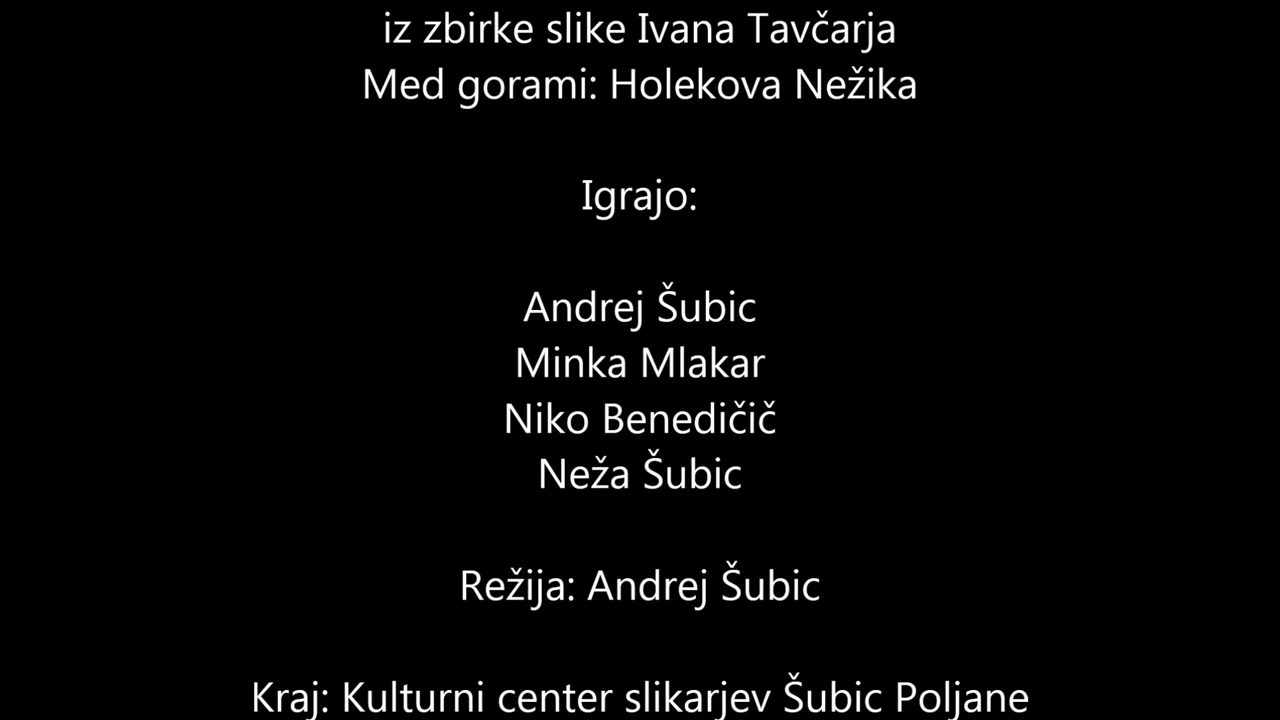 iz zbirke slike Ivana Tavčarja
Med gorami: Holekova Nežika
Igrajo:
Andrej Šubic
Minka Mlakar
Niko Benedičič
Neža Šubic
Režija: Andrej Šubic
Kraj: Kulturni center slikarjev Šubic Poljane